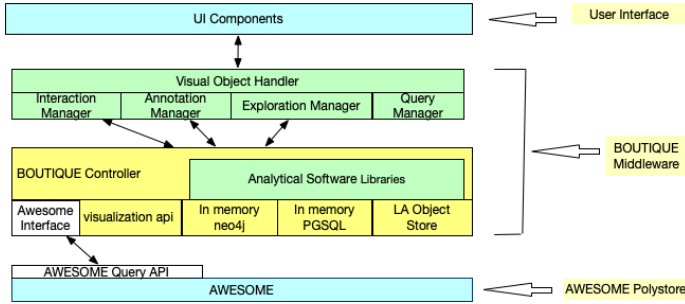 UI Components
User Interface
Visual Object Handler
Interaction
Manager
Annotation
Manager
Exploration Manager
Query
Manager
BOUTIQUE
Middleware
BOUTIQUE Controller
Analytical Software Libraries
Awesome
Interface
visualization api
In memory
neo4j
In memory
PGSQL
LA Object
Store
AWESOME Query API
AWESOME
AWESOME Polystore